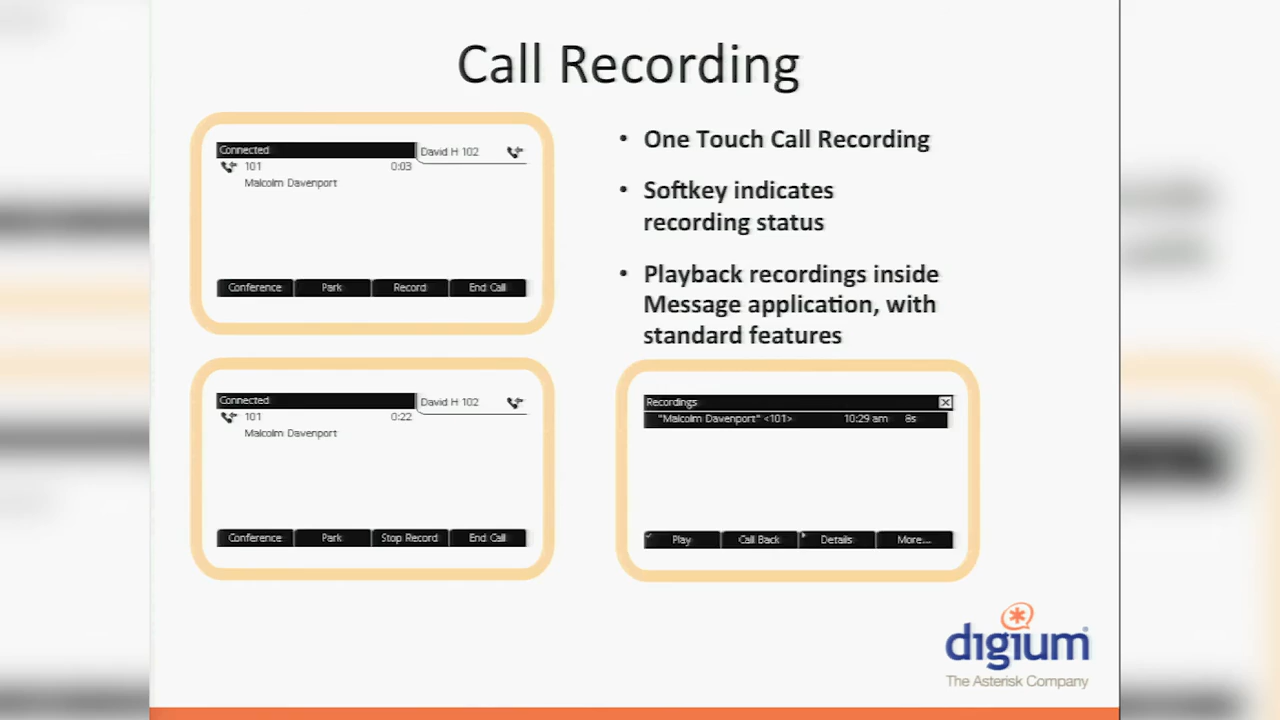 Call Recording
Connected
David H 102
101 0:03
Malcolm Davenport
Conference Park Record End Call
• One Touch Call Recording
• Softkey indicates
recording status
• Playback recordings inside
Message application, with
standard features
Connected
David H 102
101 0:22
Malcolm Davenport
Conference Park Stop Record End Call
Recordings
"Malcolm Davenport" <101> 10:29 am 8s
Play Call Back Details More...
digium
The Asterisk Company